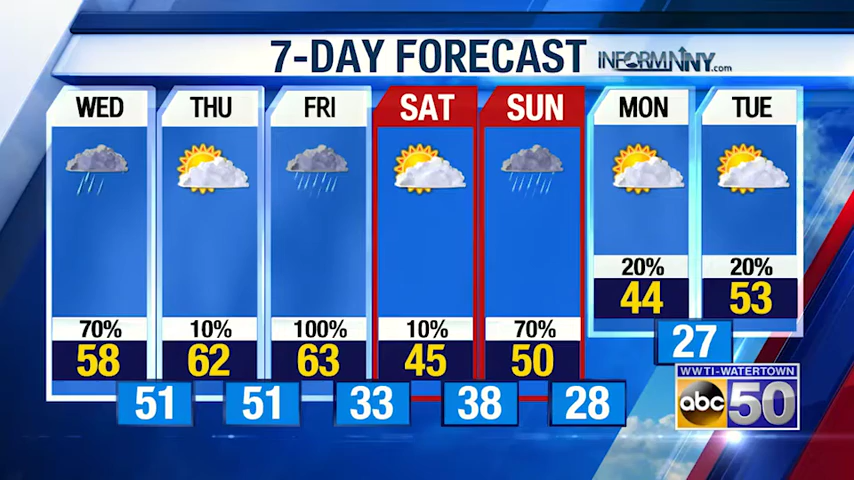 7-DAY FORECAST INFORMNNY.com
WED THU FRI SAT SUN MON TUE
20% 20%
44 53
70% 10% 100% 10% 70%
58 62 63 45 50
27
51 51 33 38 28
WWTI-WATERTOWN
abc 50